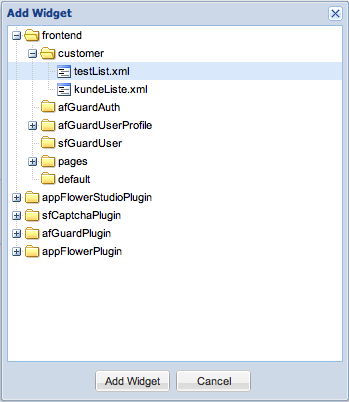 Add Widget
frontend
customer
testList.xml
kundeListe.xml
afGuardAuth
afGuardUserProfile
sfGuardUser
pages
default
appFlowerStudioPlugin
sfCaptchaPlugin
afGuardPlugin
appFlowerPlugin
Add Widget Cancel